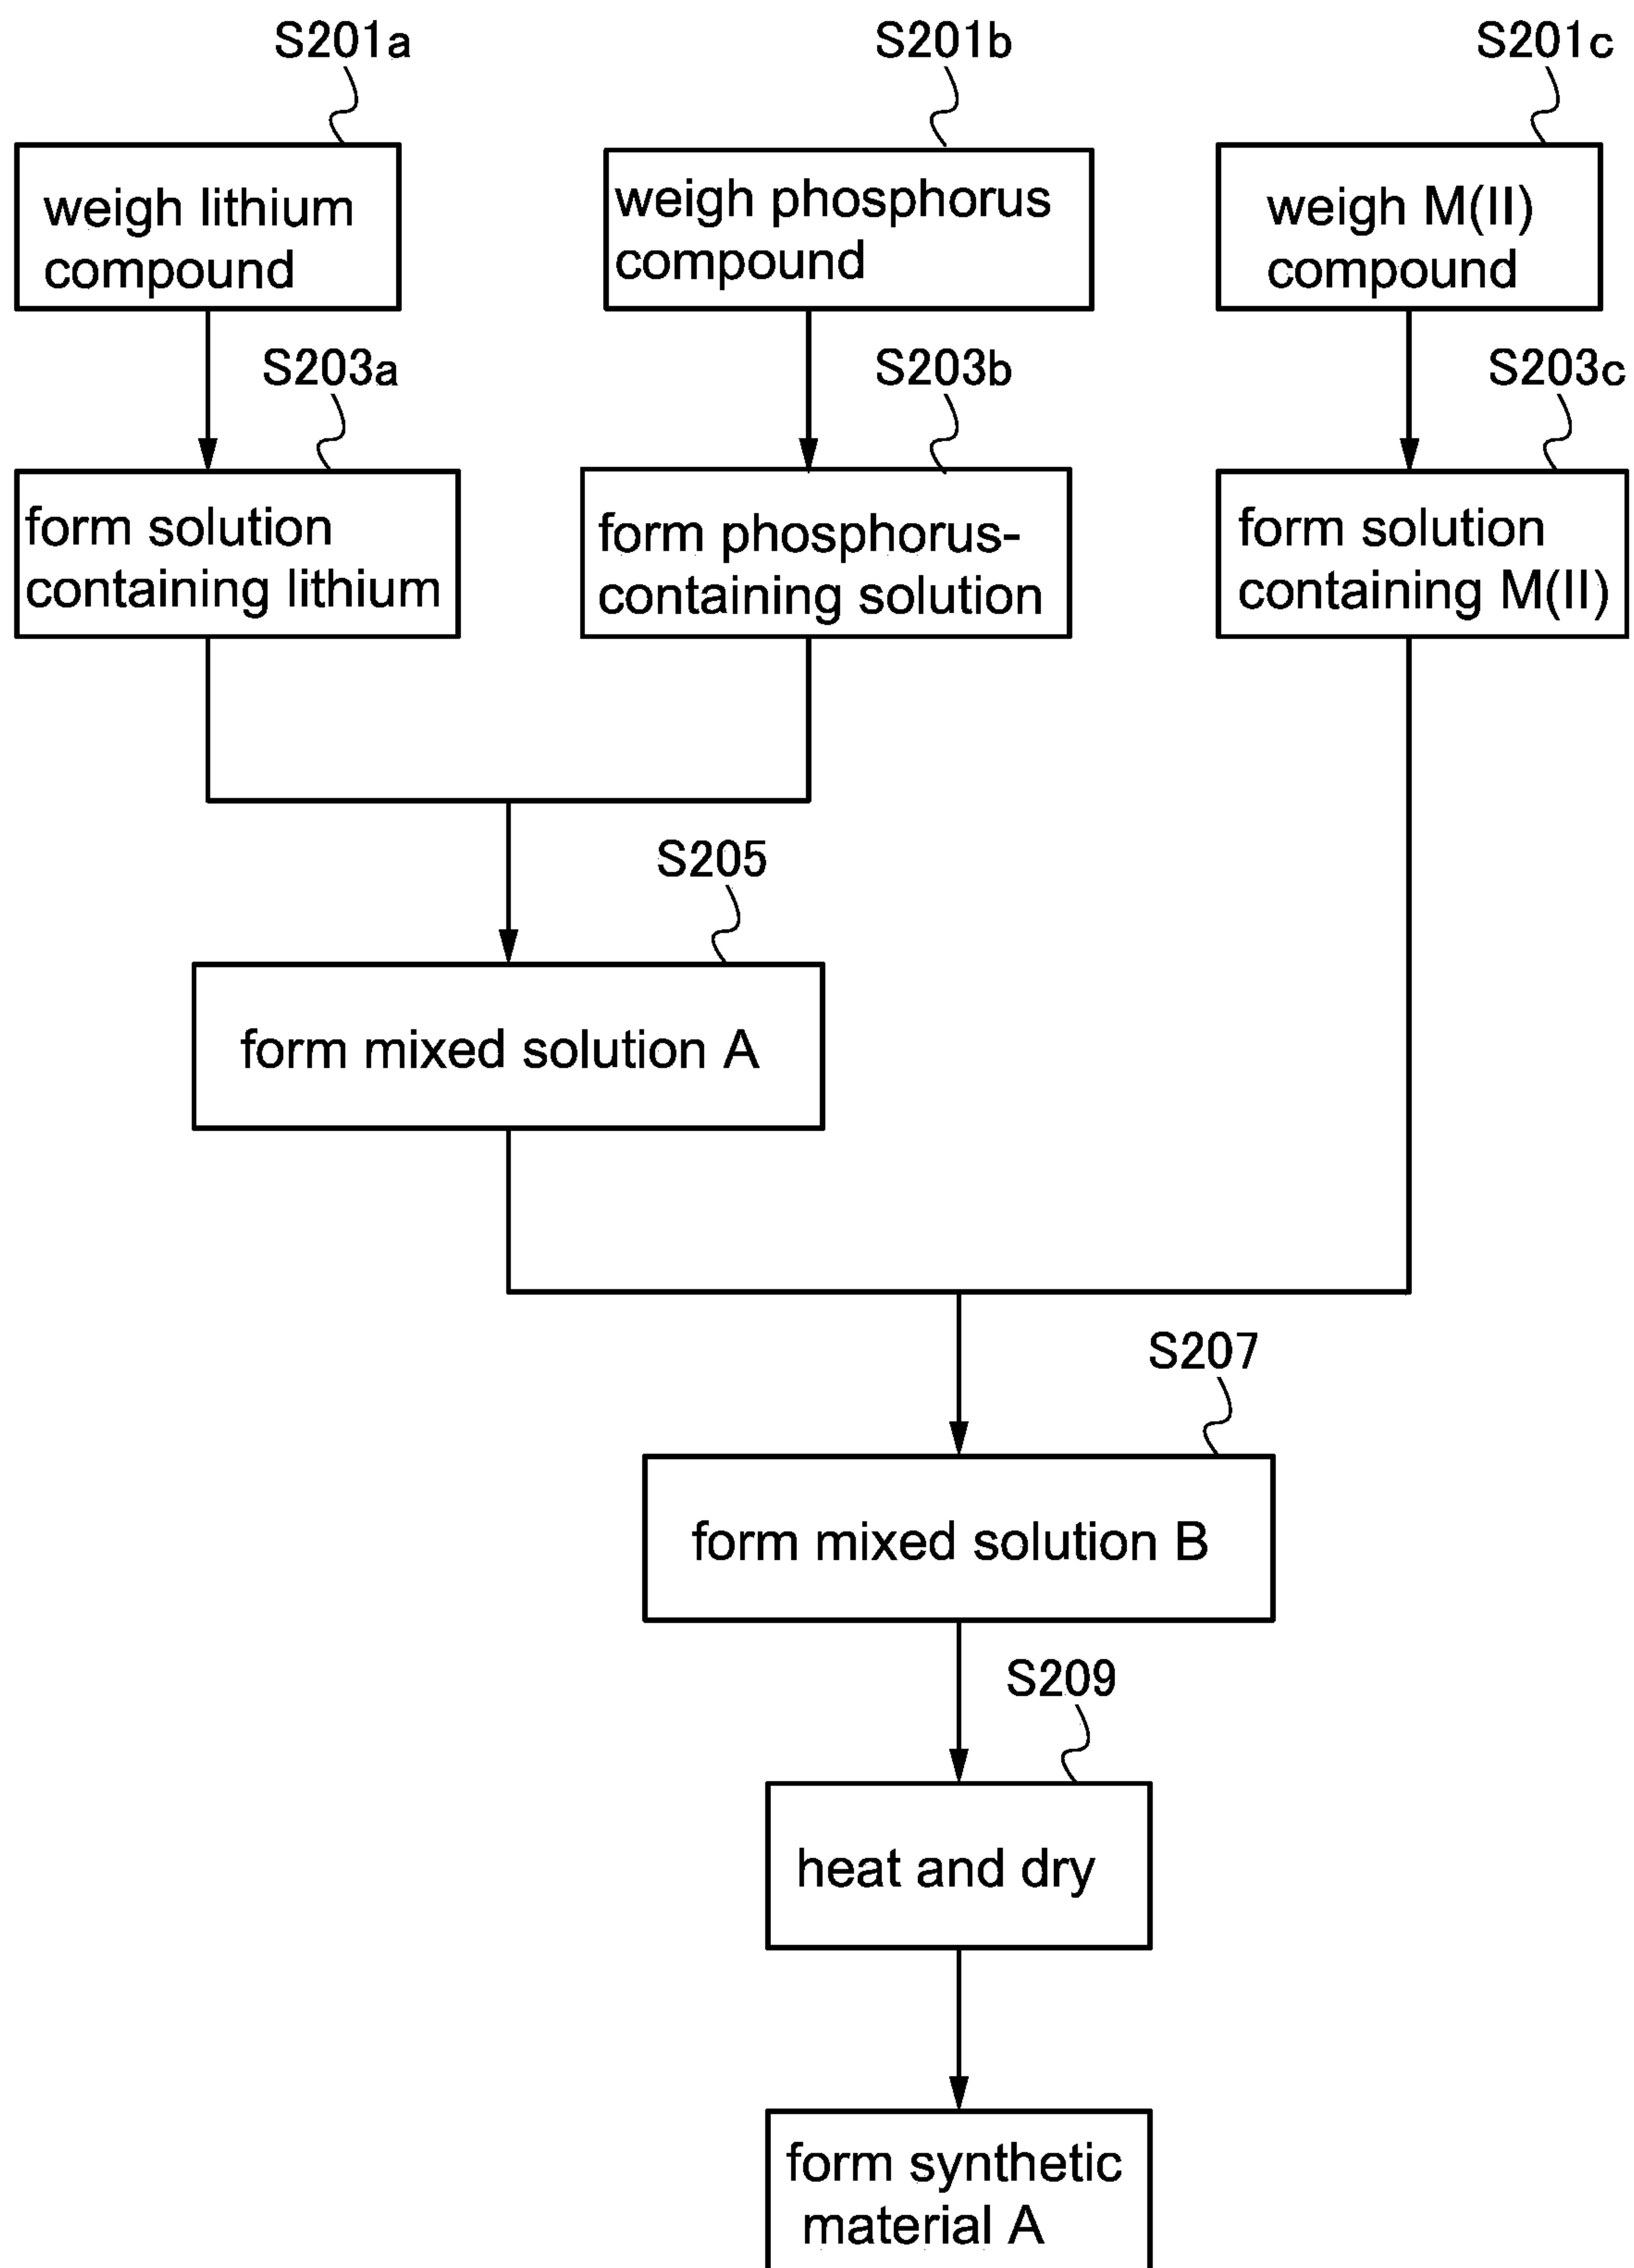 S201a
S201b
S201c
weigh lithium
compound
weigh phosphorus
compound
weigh M(II)
compound
S203a
S203b
S203c
form solution
containing lithium
form phosphorus-
containing solution
form solution
containing M(II)
S205
form mixed solution A
S207
form mixed solution B
S209
heat and dry
form synthetic
material A